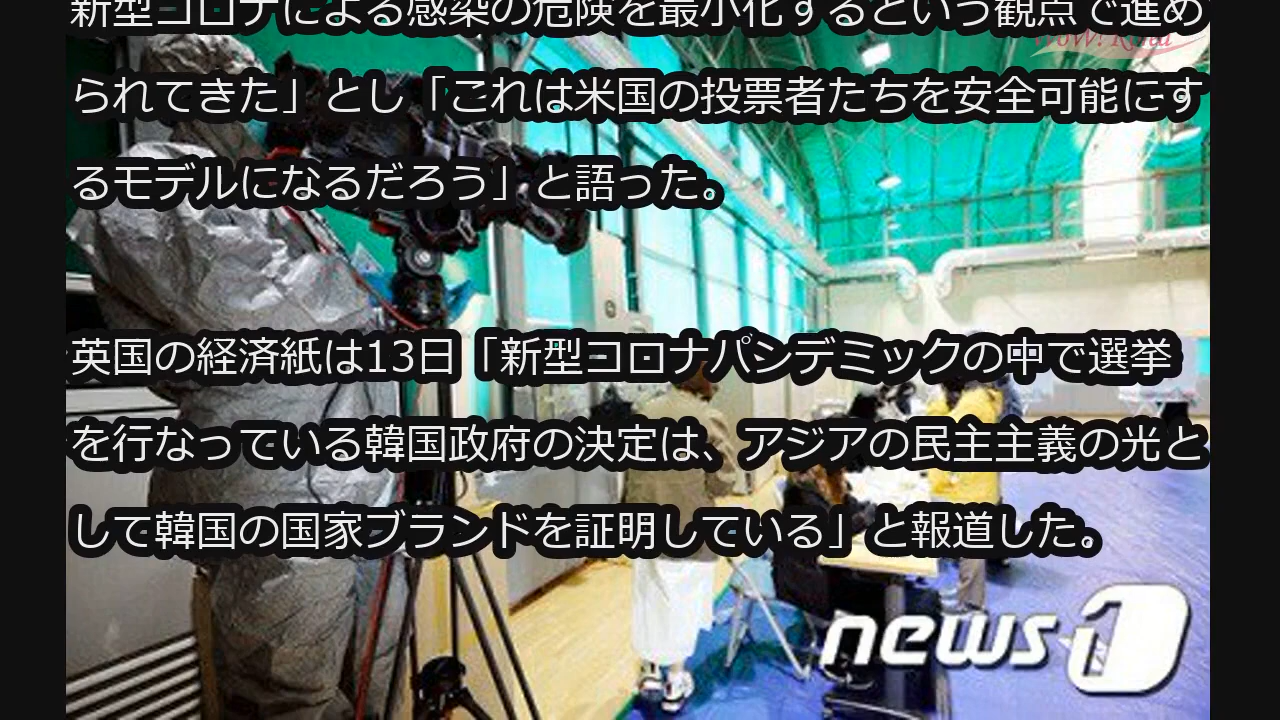 新型コロナによる感染の危険を最小化するという観点で進め
WoW! Korea
られてきた」とし「これは米国の投票者たちを安全可能にす
るモデルになるだろう」と語った。
英国の経済紙は13日「新型コロナパンデミックの中で選挙
を行なっている韓国政府の決定は、アジアの民主主義の光と
して韓国の国家ブランドを証明している」と報道した。
news1